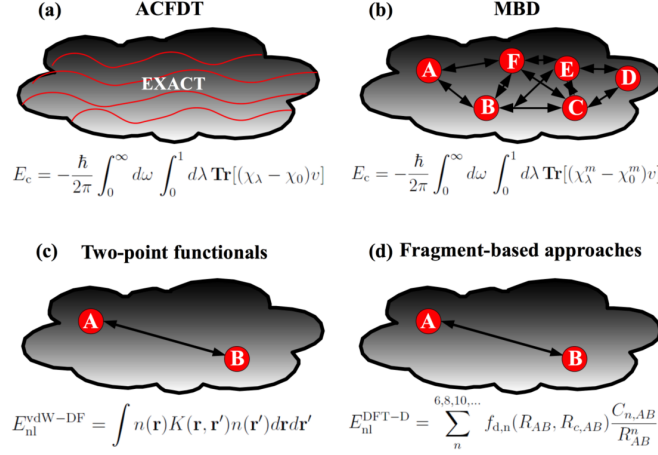 (a) ACFDT
EXACT
E_c = -\frac{\hbar}{2\pi} \int_0^\infty d\omega \int_0^1 d\lambda \mathbf{Tr}[(\chi_\lambda - \chi_0)v]
(b) MBD
A F E D
B C
E_c = -\frac{\hbar}{2\pi} \int_0^\infty d\omega \int_0^1 d\lambda \mathbf{Tr}[(\chi_\lambda^m - \chi_0^m)v]
(c) Two-point functionals
A
B
E_{nl}^{vdW-DF} = \int n(\mathbf{r})K(\mathbf{r}, \mathbf{r}')n(\mathbf{r}')d\mathbf{r}d\mathbf{r}'
(d) Fragment-based approaches
A
B
E_{nl}^{DFT-D} = \sum_n^{6,8,10,...} f_{d,n}(R_{AB}, R_{c,AB}) \frac{C_{n,AB}}{R_{AB}^n}